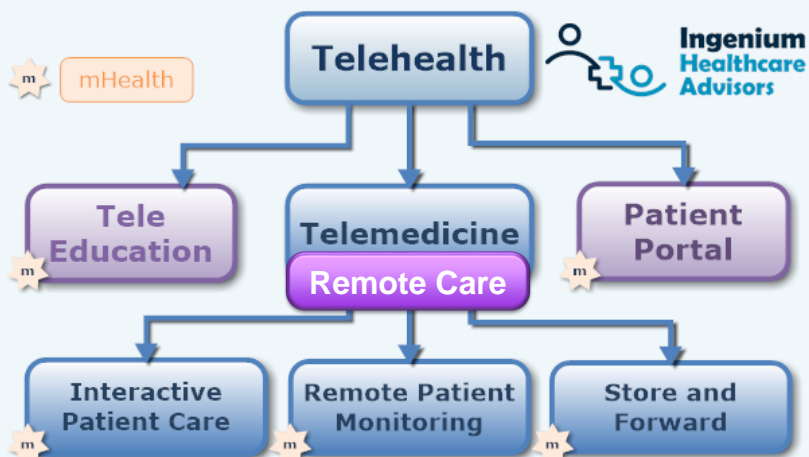 Telehealth
Ingenium
Healthcare
Advisors
m
mHealth
Tele
Education
m
Telemedicine
Remote Care
Patient
Portal
m
Interactive
Patient Care
m
Remote Patient
Monitoring
m
Store and
Forward
m